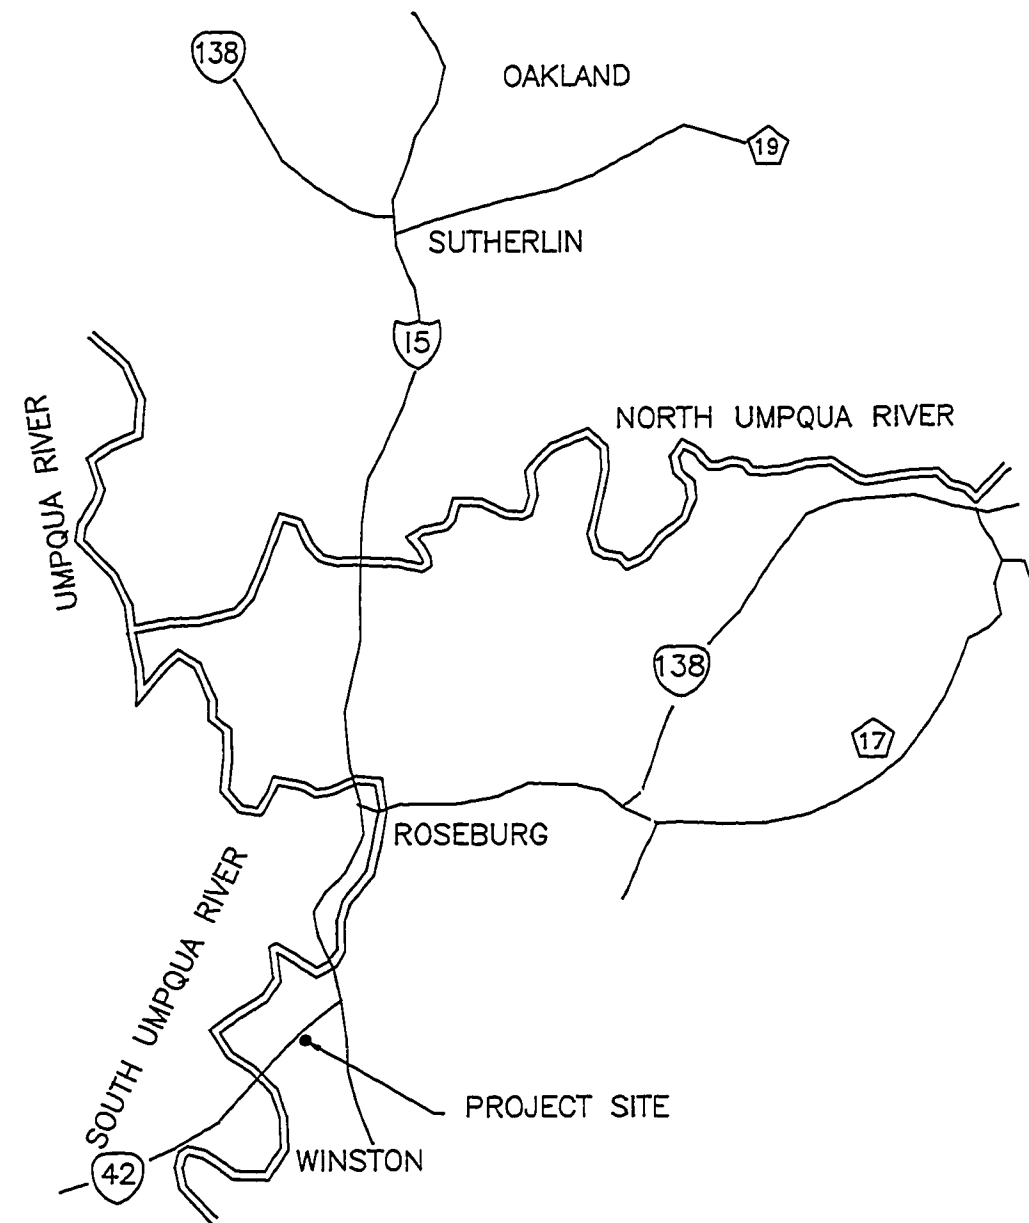 138
OAKLAND
19
SUTHERLIN
15
NORTH UMPQUA RIVER
UMPQUA RIVER
138
17
ROSEBURG
SOUTH UMPQUA RIVER
PROJECT SITE
WINSTON
42